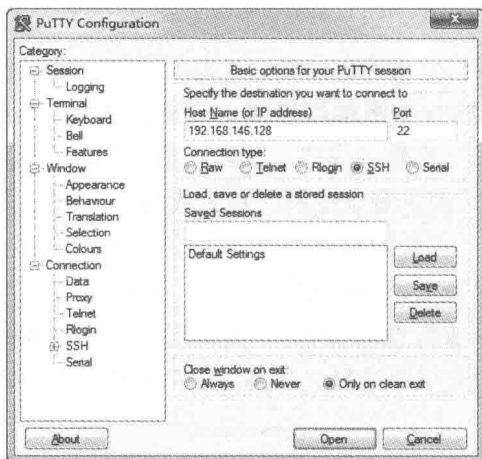 PuTTY Configuration
Category:
Session
Logging
Terminal
Keyboard
Bell
Features
Window
Appearance
Behaviour
Translation
Selection
Colours
Connection
Data
Proxy
Telnet
Rlogin
SSH
Serial
Basic options for your PuTTY session
Specify the destination you want to connect to
Host Name (or IP address) Port
192.168.146.128 22
Connection type:
Raw Telnet Rlogin SSH Serial
Load, save or delete a stored session
Saved Sessions
Default Settings
Load
Save
Delete
Close window on exit:
Always Never Only on clean exit
About Open Cancel